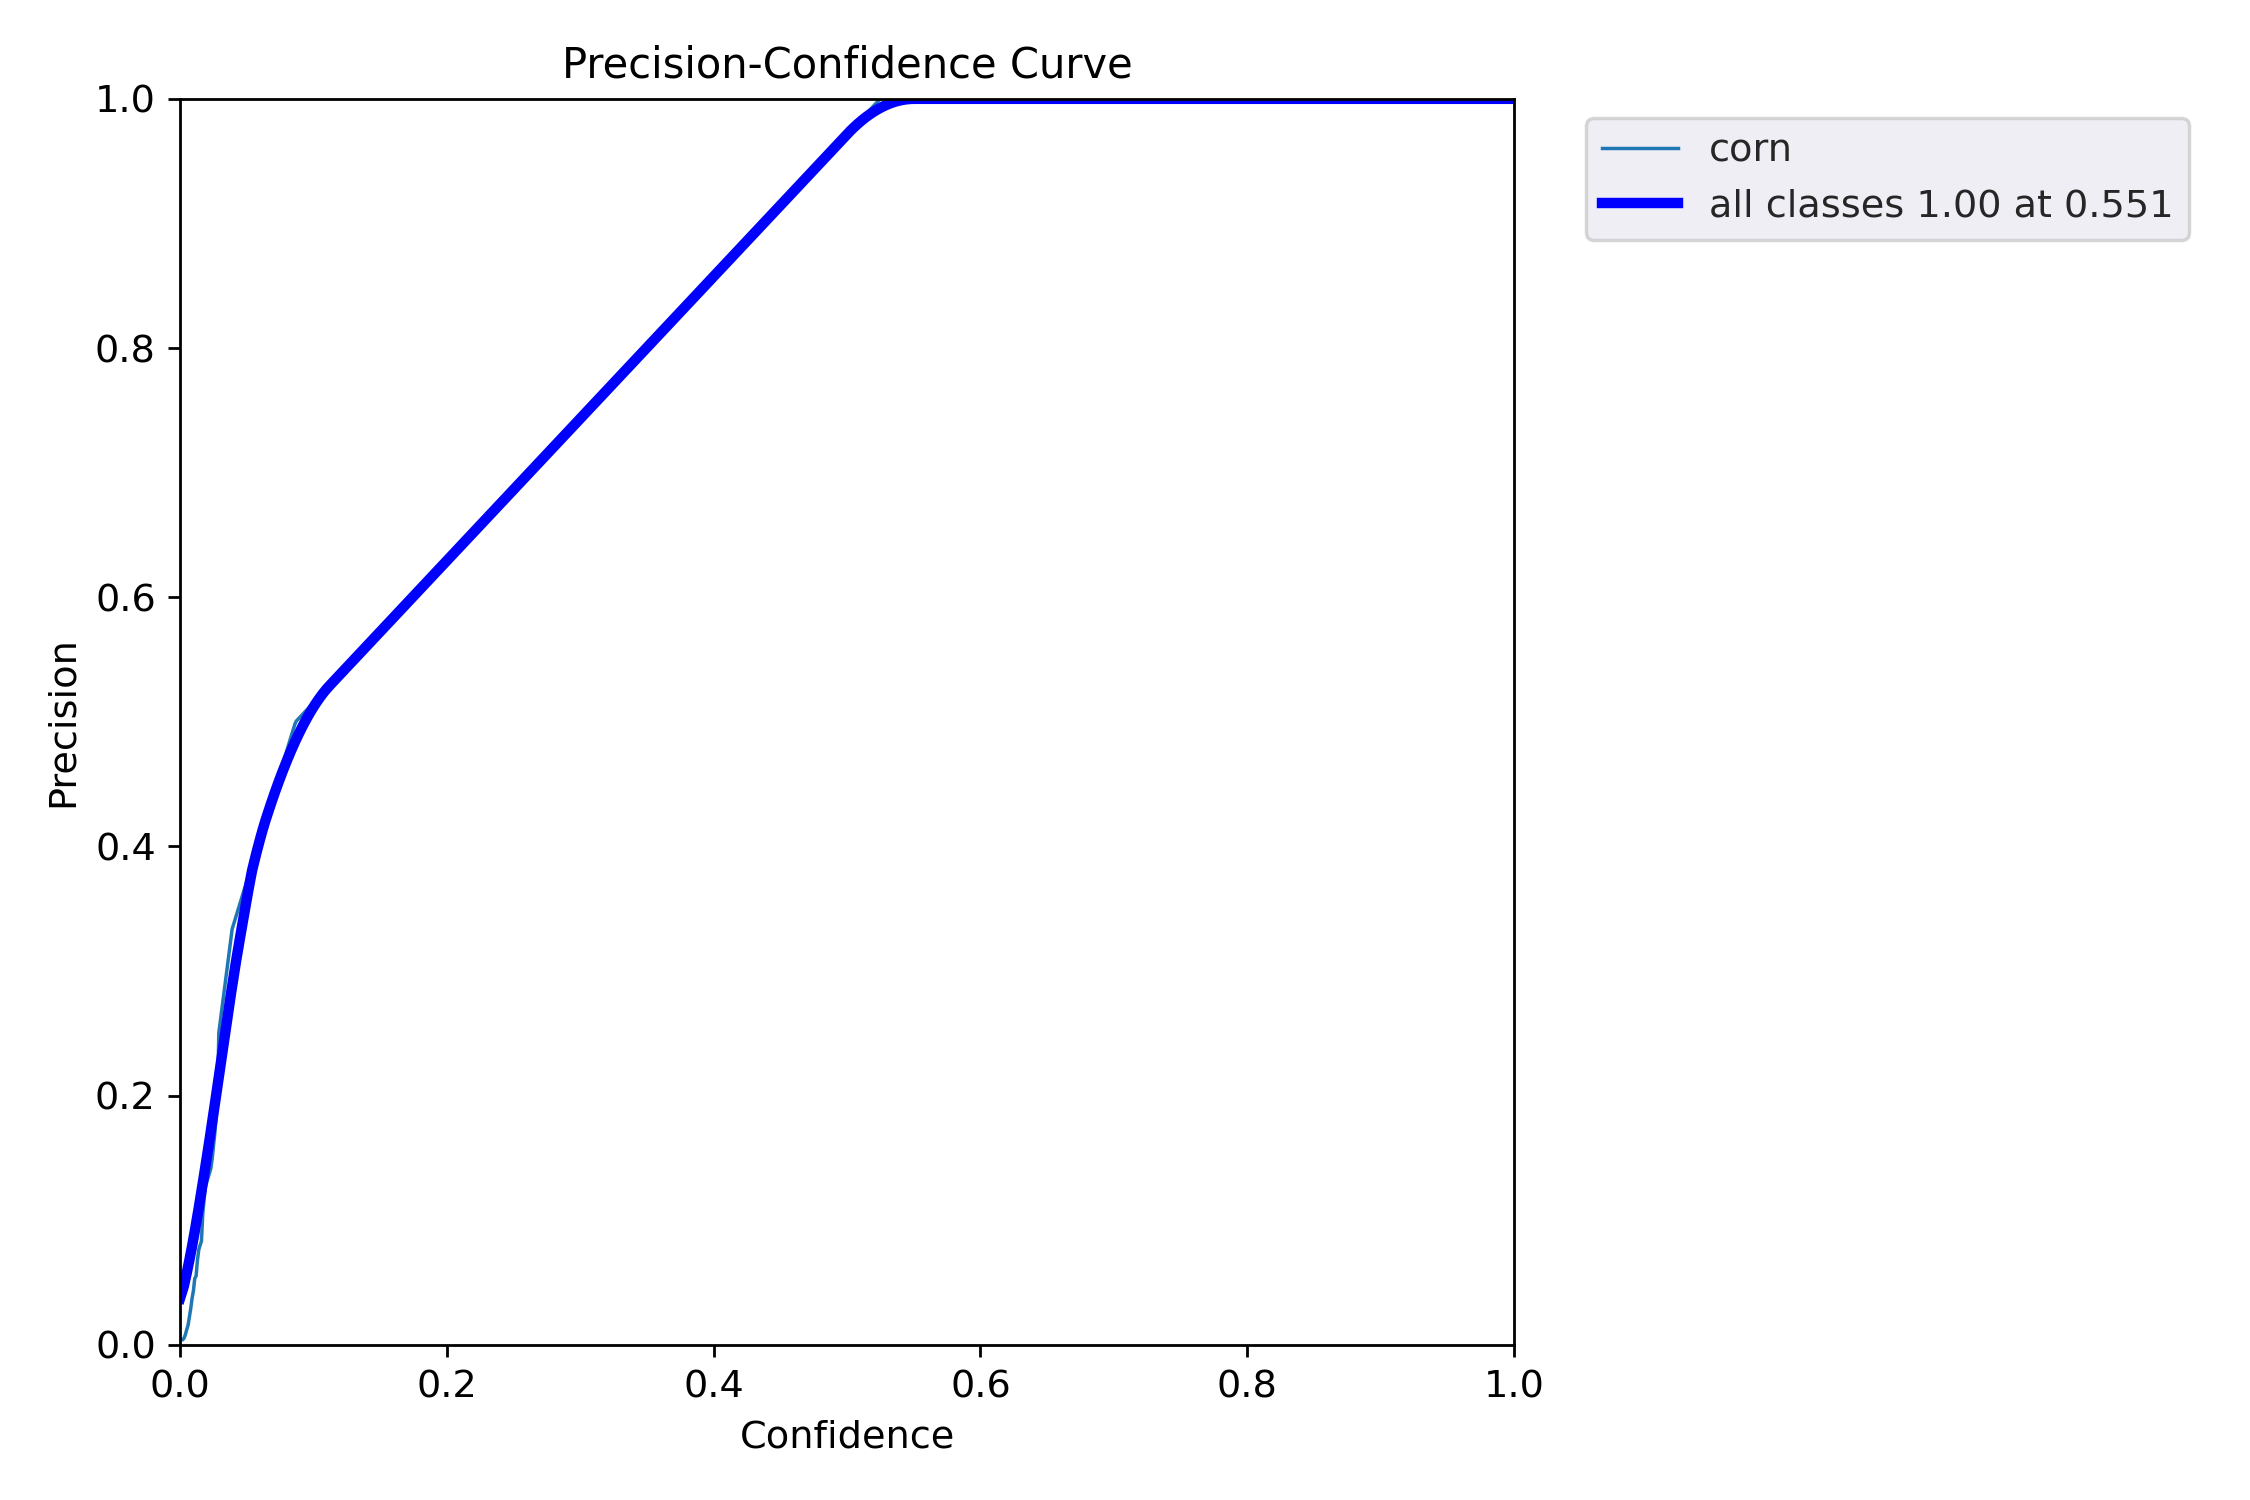 Precision-Confidence Curve
1.0
0.8
0.6
0.4
0.2
0.0
Precision
0.0 0.2 0.4 0.6 0.8 1.0
Confidence
corn
all classes 1.00 at 0.551